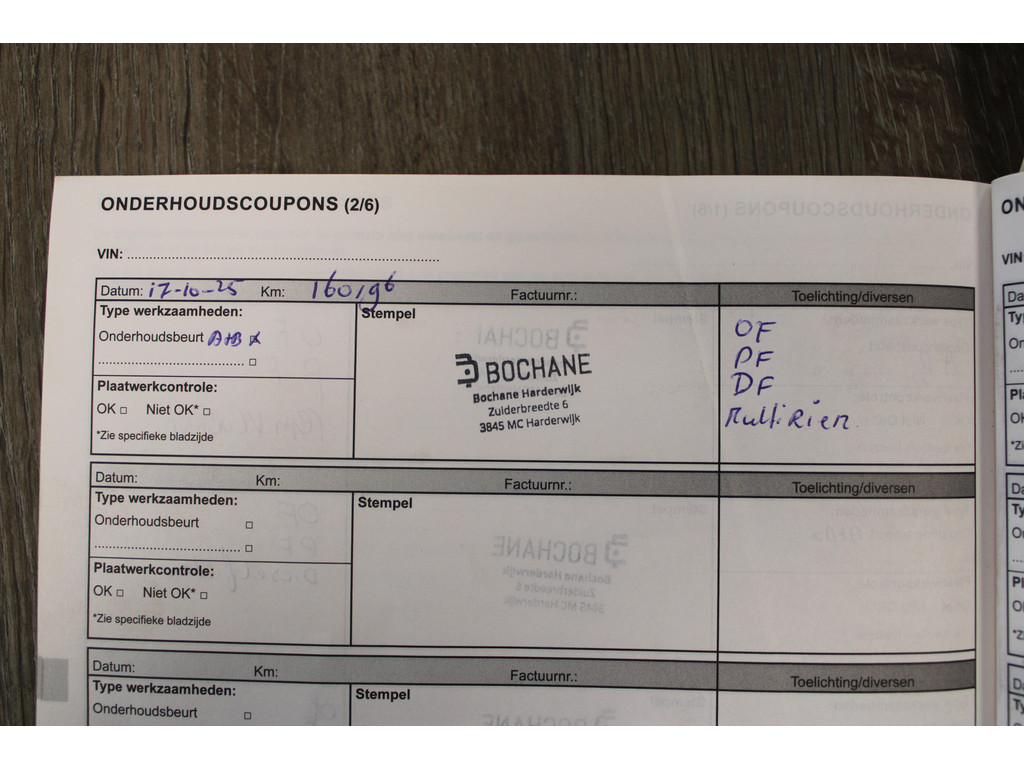 ONDERHOUDSCOUPONS (2/6)
VIN:
Datum: 17-10-25 Km: 160196 Factuurnr.: Toelichting/diversen
Type werkzaamheden:
Stempel
Onderhoudsbeurt A+B x
OF
PF
DF
Multi Riem.
BOCHANE
Bochane Harderwijk
Zuiderbreedte 6
3845 MC Harderwijk
Plaatwerkcontrole:
OK □ Niet OK* □
*Zie specifieke bladzijde
Datum: Km: Factuurnr.: Toelichting/diversen
Type werkzaamheden:
Stempel
Onderhoudsbeurt □
Plaatwerkcontrole:
OK □ Niet OK* □
*Zie specifieke bladzijde
Datum: Km: Factuurnr.: Toelichting/diversen
Type werkzaamheden:
Stempel
Onderhoudsbeurt □
VIN